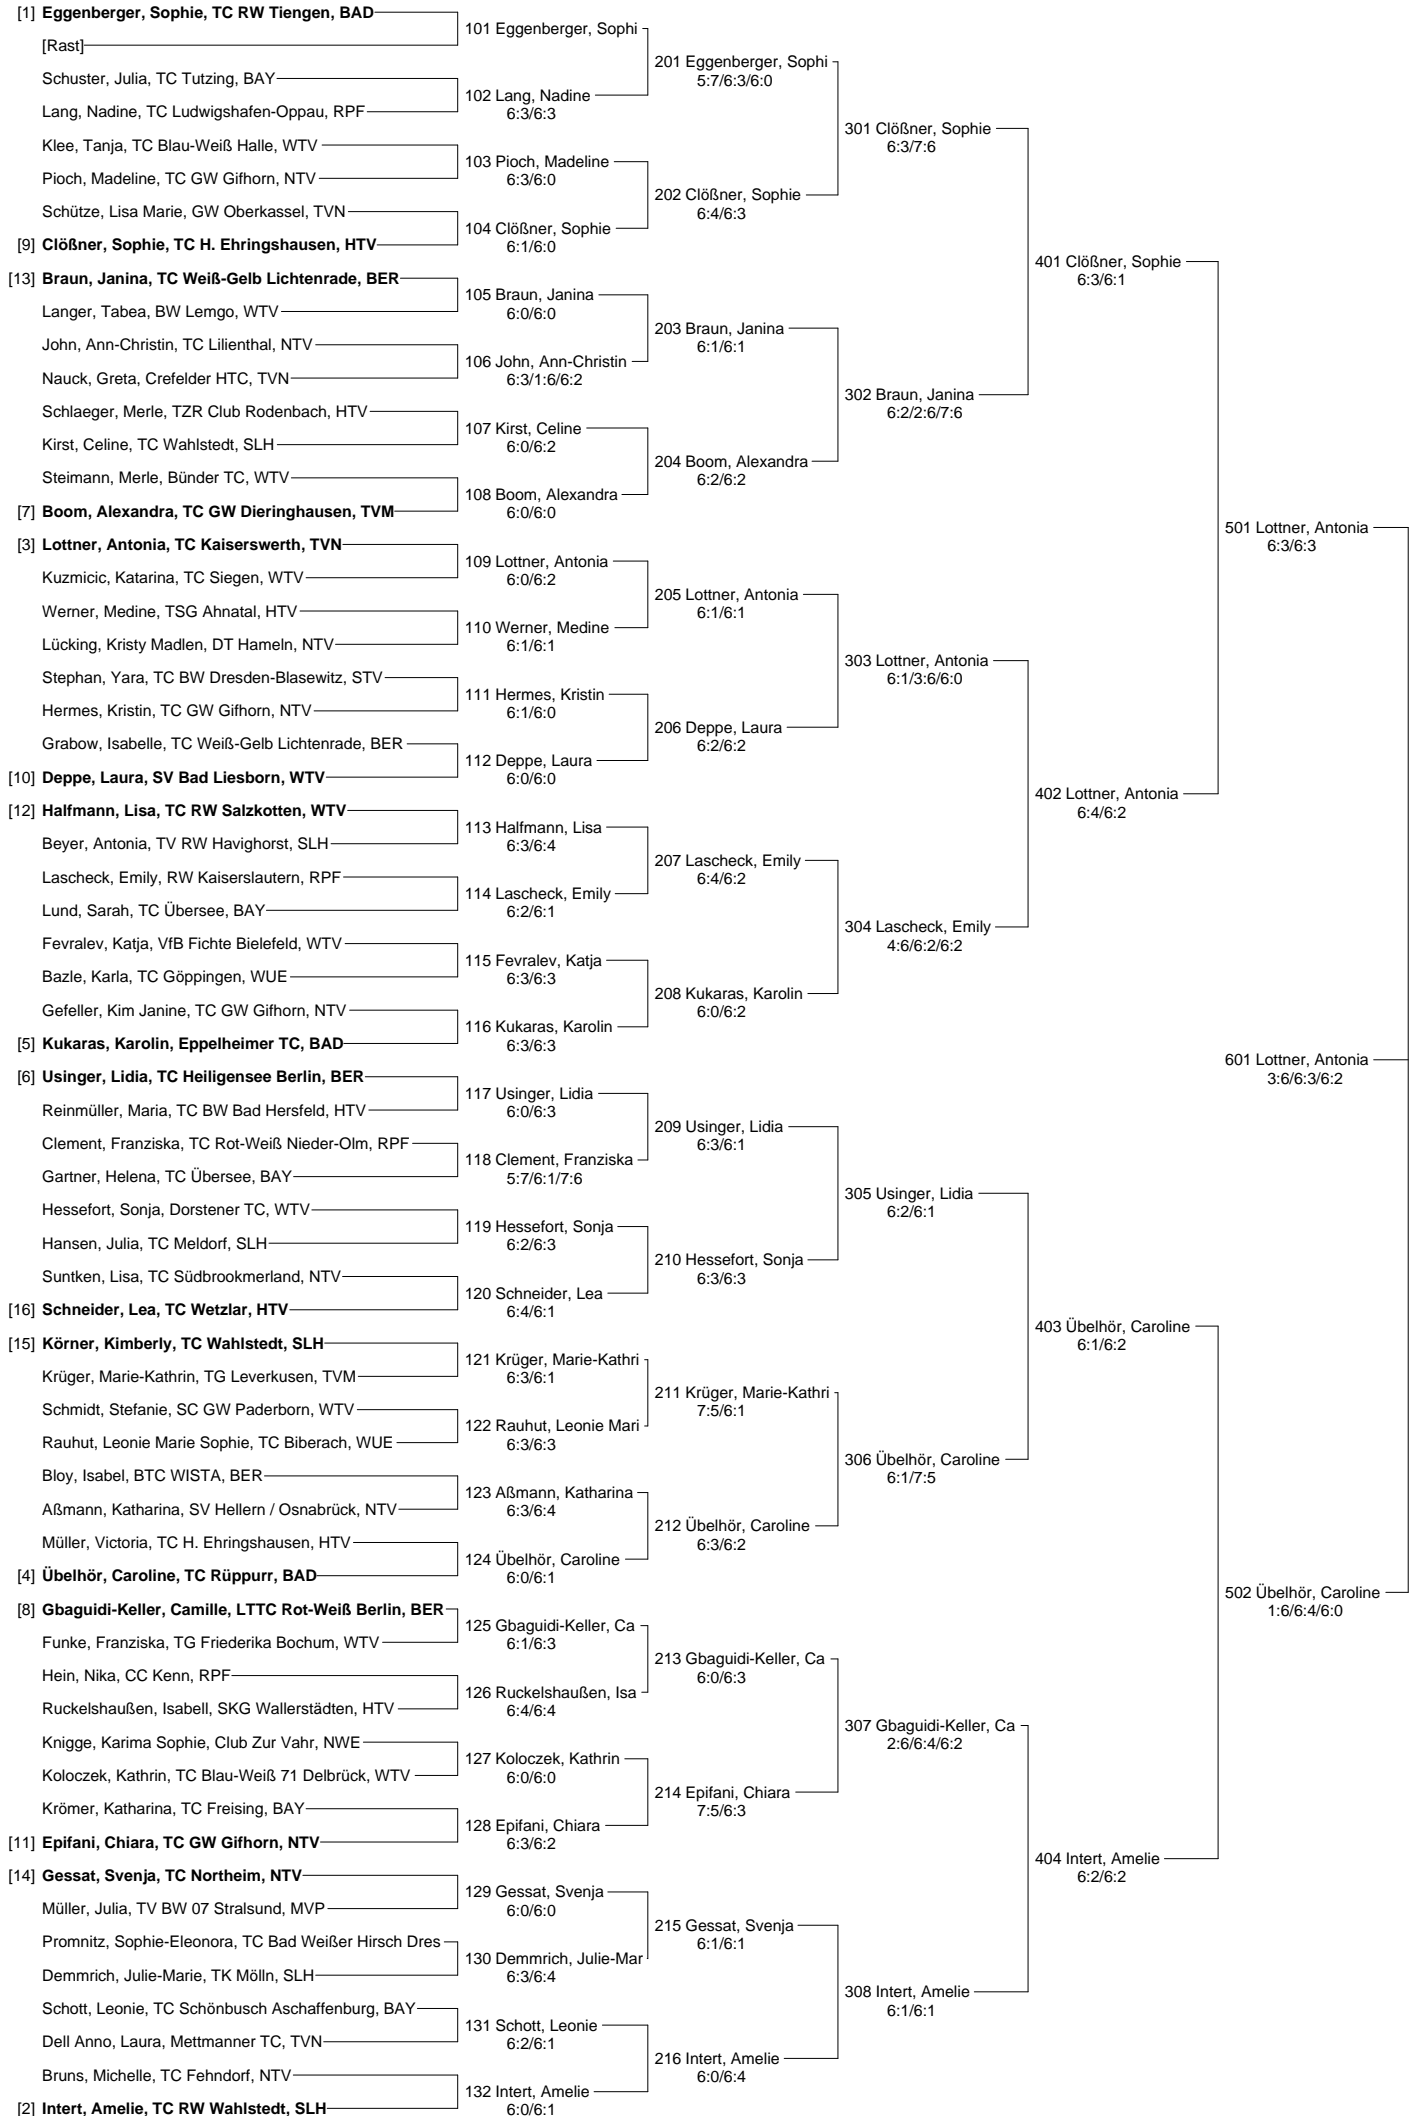 [1] Eggenberger, Sophie, TC RW Tiengen, BAD
[Rast]
Schuster, Julia, TC Tutzing, BAY
Lang, Nadine, TC Ludwigshafen-Oppau, RPF
Klee, Tanja, TC Blau-Weiß Halle, WTV
Pioch, Madeline, TC GW Gifhorn, NTV
Schütze, Lisa Marie, GW Oberkassel, TVN
[9] Clößner, Sophie, TC H. Ehringshausen, HTV
[13] Braun, Janina, TC Weiß-Gelb Lichtenrade, BER
Langer, Tabea, BW Lemgo, WTV
John, Ann-Christin, TC Lilienthal, NTV
Nauck, Greta, Crefelder HTC, TVN
Schlaeger, Merle, TZR Club Rodenbach, HTV
Kirst, Celine, TC Wahlstedt, SLH
Steimann, Merle, Bünder TC, WTV
[7] Boom, Alexandra, TC GW Dieringhausen, TVM
[3] Lottner, Antonia, TC Kaiserswerth, TVN
Kuzmicic, Katarina, TC Siegen, WTV
Werner, Medine, TSG Ahnatal, HTV
Lücking, Kristy Madlen, DT Hameln, NTV
Stephan, Yara, TC BW Dresden-Blasewitz, STV
Hermes, Kristin, TC GW Gifhorn, NTV
Grabow, Isabelle, TC Weiß-Gelb Lichtenrade, BER
[10] Deppe, Laura, SV Bad Liesborn, WTV
[12] Halfmann, Lisa, TC RW Salzkotten, WTV
Beyer, Antonia, TV RW Havighorst, SLH
Lascheck, Emily, RW Kaiserslautern, RPF
Lund, Sarah, TC Übersee, BAY
Fevralev, Katja, VfB Fichte Bielefeld, WTV
Bazle, Karla, TC Göppingen, WUE
Gefeller, Kim Janine, TC GW Gifhorn, NTV
[5] Kukaras, Karolin, Eppelheimer TC, BAD
[6] Usinger, Lidia, TC Heiligensee Berlin, BER
Reinmüller, Maria, TC BW Bad Hersfeld, HTV
Clement, Franziska, TC Rot-Weiß Nieder-Olm, RPF
Gartner, Helena, TC Übersee, BAY
Hessefort, Sonja, Dorstener TC, WTV
Hansen, Julia, TC Meldorf, SLH
Suntken, Lisa, TC Südbrookmerland, NTV
[16] Schneider, Lea, TC Wetzlar, HTV
[15] Körner, Kimberly, TC Wahlstedt, SLH
Krüger, Marie-Kathrin, TG Leverkusen, TVM
Schmidt, Stefanie, SC GW Paderborn, WTV
Rauhut, Leonie Marie Sophie, TC Biberach, WUE
Bloy, Isabel, BTC WISTA, BER
Aßmann, Katharina, SV Hellern / Osnabrück, NTV
Müller, Victoria, TC H. Ehringshausen, HTV
[4] Übelhör, Caroline, TC Rüppurr, BAD
[8] Gbaguidi-Keller, Camille, LTTC Rot-Weiß Berlin, BER
Funke, Franziska, TG Friederika Bochum, WTV
Hein, Nika, CC Kenn, RPF
Ruckelshaußen, Isabell, SKG Wallerstädten, HTV
Knigge, Karima Sophie, Club Zur Vahr, NWE
Koloczek, Kathrin, TC Blau-Weiß 71 Delbrück, WTV
Krömer, Katharina, TC Freising, BAY
[11] Epifani, Chiara, TC GW Gifhorn, NTV
[14] Gessat, Svenja, TC Northeim, NTV
Müller, Julia, TV BW 07 Stralsund, MVP
Promnitz, Sophie-Eleonora, TC Bad Weißer Hirsch Dres
Demmrich, Julie-Marie, TK Mölln, SLH
Schott, Leonie, TC Schönbusch Aschaffenburg, BAY
Dell Anno, Laura, Mettmanner TC, TVN
Bruns, Michelle, TC Fehndorf, NTV
[2] Intert, Amelie, TC RW Wahlstedt, SLH
101 Eggenberger, Sophi
102 Lang, Nadine
6:3/6:3
103 Pioch, Madeline
6:3/6:0
104 Clößner, Sophie
6:1/6:0
105 Braun, Janina
6:0/6:0
106 John, Ann-Christin
6:3/1:6/6:2
107 Kirst, Celine
6:0/6:2
108 Boom, Alexandra
6:0/6:0
109 Lottner, Antonia
6:0/6:2
110 Werner, Medine
6:1/6:1
111 Hermes, Kristin
6:1/6:0
112 Deppe, Laura
6:0/6:0
113 Halfmann, Lisa
6:3/6:4
114 Lascheck, Emily
6:2/6:1
115 Fevralev, Katja
6:3/6:3
116 Kukaras, Karolin
6:3/6:3
117 Usinger, Lidia
6:0/6:3
118 Clement, Franziska
5:7/6:1/7:6
119 Hessefort, Sonja
6:2/6:3
120 Schneider, Lea
6:4/6:1
121 Krüger, Marie-Kathri
6:3/6:1
122 Rauhut, Leonie Mari
6:3/6:3
123 Aßmann, Katharina
6:3/6:4
124 Übelhör, Caroline
6:0/6:1
125 Gbaguidi-Keller, Ca
6:1/6:3
126 Ruckelshaußen, Isa
6:4/6:4
127 Koloczek, Kathrin
6:0/6:0
128 Epifani, Chiara
6:3/6:2
129 Gessat, Svenja
6:0/6:0
130 Demmrich, Julie-Mar
6:3/6:4
131 Schott, Leonie
6:2/6:1
132 Intert, Amelie
6:0/6:1
201 Eggenberger, Sophi
5:7/6:3/6:0
202 Clößner, Sophie
6:4/6:3
203 Braun, Janina
6:1/6:1
204 Boom, Alexandra
6:2/6:2
205 Lottner, Antonia
6:1/6:1
206 Deppe, Laura
6:2/6:2
207 Lascheck, Emily
6:4/6:2
208 Kukaras, Karolin
6:0/6:2
209 Usinger, Lidia
6:3/6:1
210 Hessefort, Sonja
6:3/6:3
211 Krüger, Marie-Kathri
7:5/6:1
212 Übelhör, Caroline
6:3/6:2
213 Gbaguidi-Keller, Ca
6:0/6:3
214 Epifani, Chiara
7:5/6:3
215 Gessat, Svenja
6:1/6:1
216 Intert, Amelie
6:0/6:4
301 Clößner, Sophie
6:3/7:6
302 Braun, Janina
6:2/2:6/7:6
303 Lottner, Antonia
6:1/3:6/6:0
304 Lascheck, Emily
4:6/6:2/6:2
305 Usinger, Lidia
6:2/6:1
306 Übelhör, Caroline
6:1/7:5
307 Gbaguidi-Keller, Ca
2:6/6:4/6:2
308 Intert, Amelie
6:1/6:1
401 Clößner, Sophie
6:3/6:1
402 Lottner, Antonia
6:4/6:2
403 Übelhör, Caroline
6:1/6:2
404 Intert, Amelie
6:2/6:2
501 Lottner, Antonia
6:3/6:3
502 Übelhör, Caroline
1:6/6:4/6:0
601 Lottner, Antonia
3:6/6:3/6:2